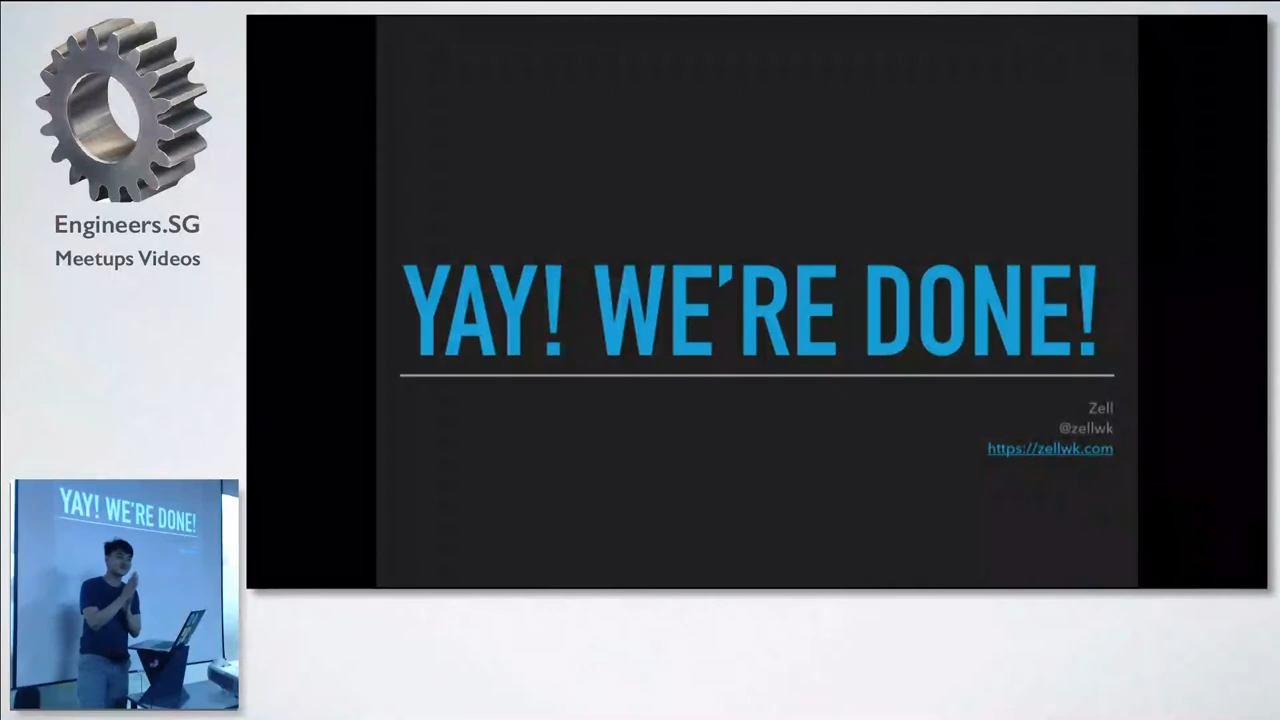 Engineers.SG
Meetups Videos
YAY! WE’RE DONE!
Zell
@zellwk
https://zellwk.com
YAY! WE'RE DONE!